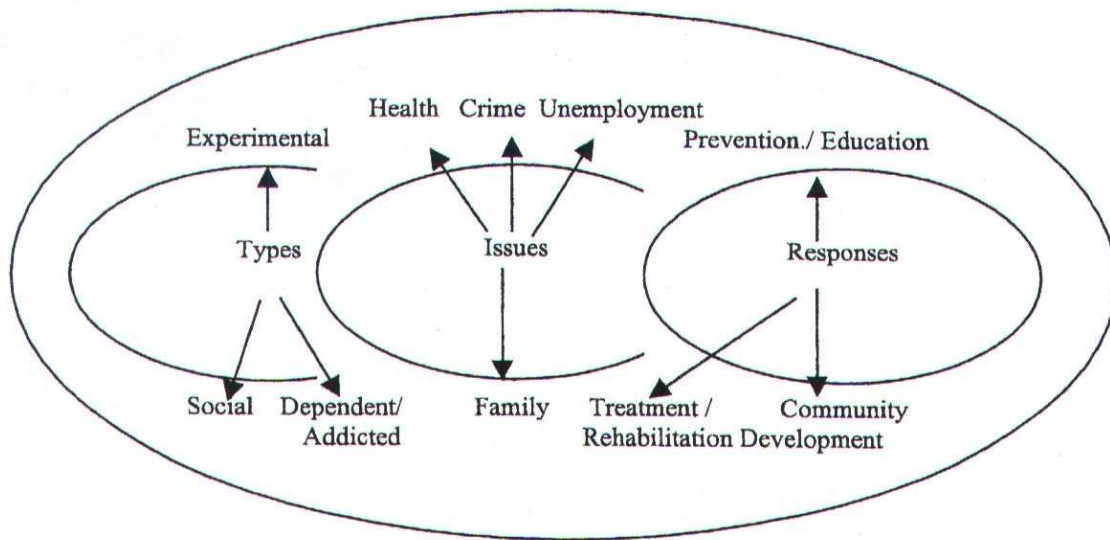 Health Crime Unemployment
Experimental
Prevention./ Education
Types
Issues
Responses
Social
Dependent/
Addicted
Family
Treatment /
Rehabilitation
Community
Development